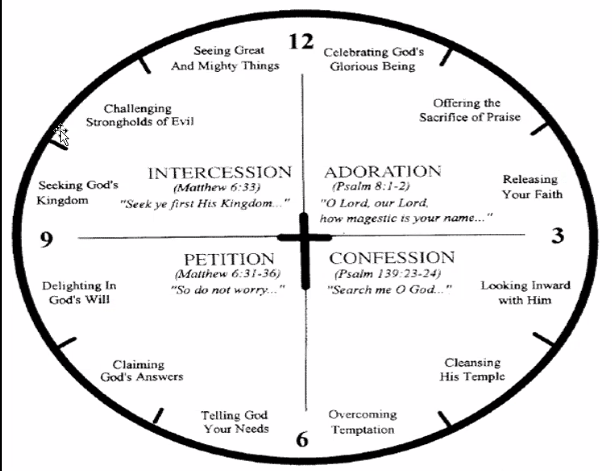 12
Seeing Great
And Mighty Things
Celebrating God's
Glorious Being
Challenging
Strongholds of Evil
Offering the
Sacrifice of Praise
INTERCESSION
(Matthew 6:33)
"Seek ye first His Kingdom..."
ADORATION
(Psalm 8:1-2)
"O Lord, our Lord,
how magestic is your name..."
Seeking God's
Kingdom
Releasing
Your Faith
9
3
PETITION
(Matthew 6:31-36)
"So do not worry..."
CONFESSION
(Psalm 139:23-24)
"Search me O God..."
Delighting In
God's Will
Looking Inward
with Him
Claiming
God's Answers
Cleansing
His Temple
Telling God
Your Needs
Overcoming
Temptation
6